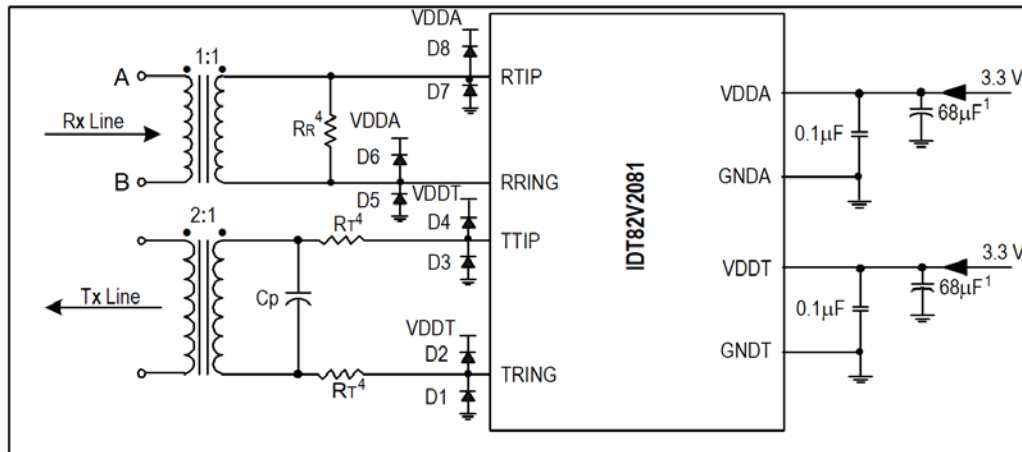 VDDA
D8
1:1
A
RTIP
D7
VDDA
3.3 V
68µF¹
0.1µF
Rx Line
RR⁴
VDDA
D6
GNDA
B
RRING
D5
VDDT
2:1
D4
RT⁴
TTIP
IDT82V2081
D3
VDDT
3.3 V
68µF¹
Tx Line
Cp
0.1µF
VDDT
D2
GNDT
TRING
RT⁴
D1